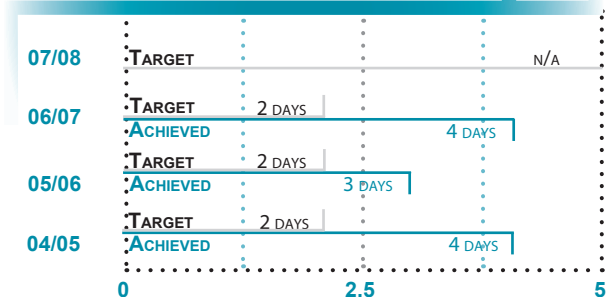 07/08 TARGET N/A
06/07 TARGET 2 DAYS
ACHIEVED 4 DAYS
05/06 TARGET 2 DAYS
ACHIEVED 3 DAYS
04/05 TARGET 2 DAYS
ACHIEVED 4 DAYS
0 2.5 5